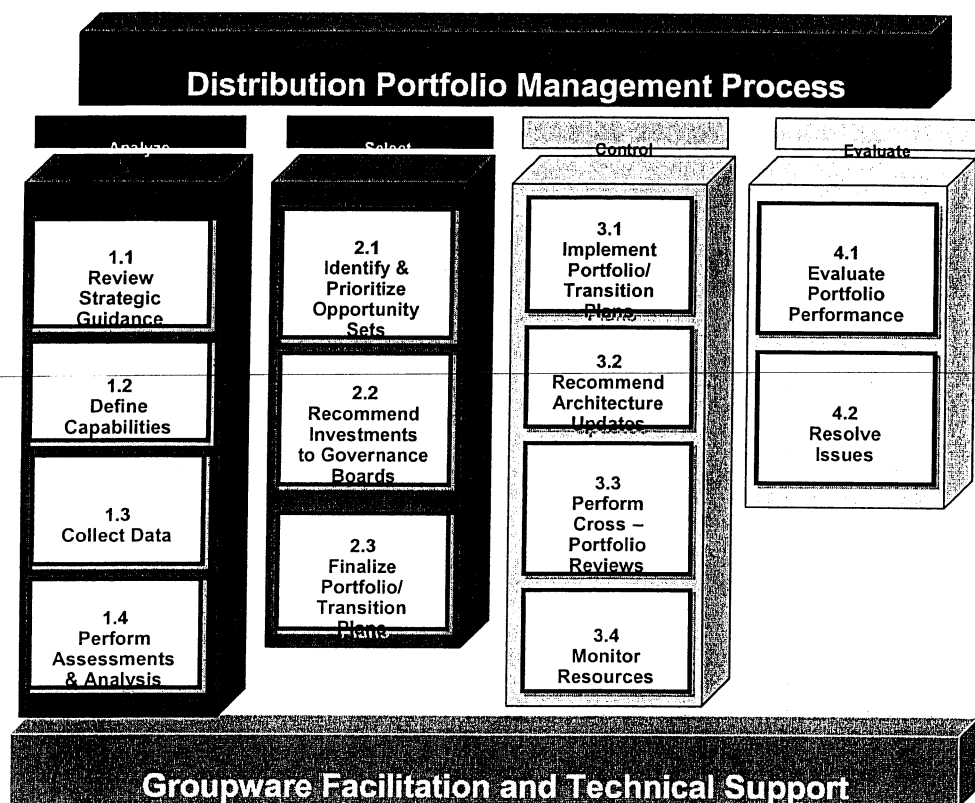 Distribution Portfolio Management Process
Analyze
Select
Control
Evaluate
1.1
Review
Strategic
Guidance
1.2
Define
Capabilities
1.3
Collect Data
1.4
Perform
Assessments
& Analysis
2.1
Identify &
Prioritize
Opportunity
Sets
2.2
Recommend
Investments
to Governance
Boards
2.3
Finalize
Portfolio/
Transition
Plans
3.1
Implement
Portfolio/
Transition
Plans
3.2
Recommend
Architecture
Updates
3.3
Perform
Cross –
Portfolio
Reviews
3.4
Monitor
Resources
4.1
Evaluate
Portfolio
Performance
4.2
Resolve
Issues
Groupware Facilitation and Technical Support